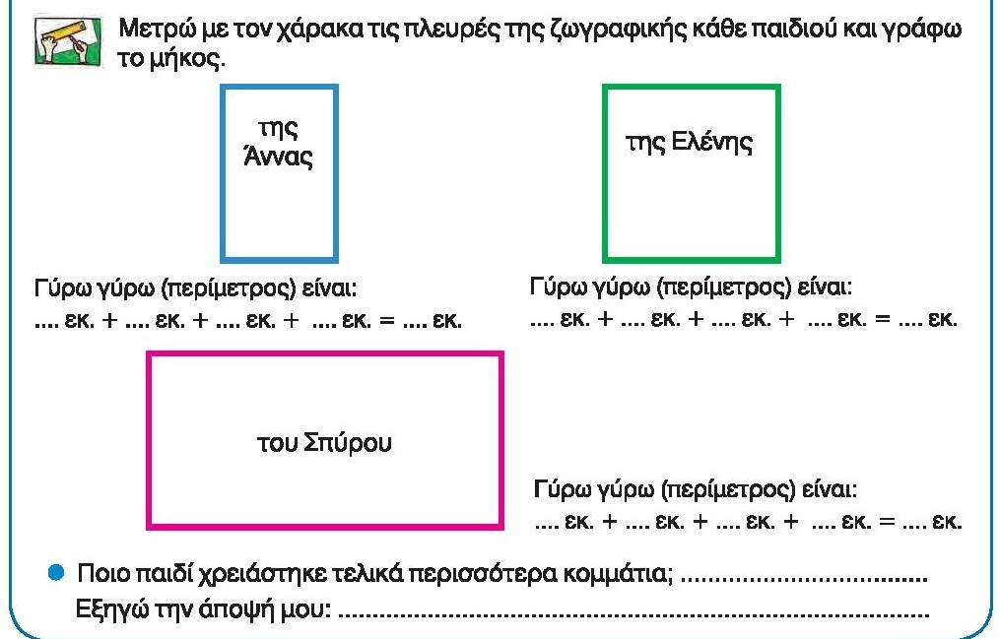 Μετρώ με τον χάρακα τις πλευρές της ζωγραφικής κάθε παιδιού και γράφω
το μήκος.
της
Άννας
της Ελένης
Γύρω γύρω (περίμετρος) είναι:
.... εκ. + .... εκ. + .... εκ. + .... εκ. = .... εκ.
Γύρω γύρω (περίμετρος) είναι:
.... εκ. + .... εκ. + .... εκ. + .... εκ. = .... εκ.
του Σπύρου
Γύρω γύρω (περίμετρος) είναι:
.... εκ. + .... εκ. + .... εκ. + .... εκ. = .... εκ.
Ποιο παιδί χρειάστηκε τελικά περισσότερα κομμάτια; ....................................
Εξηγώ την άποψή μου: ......................................................................................